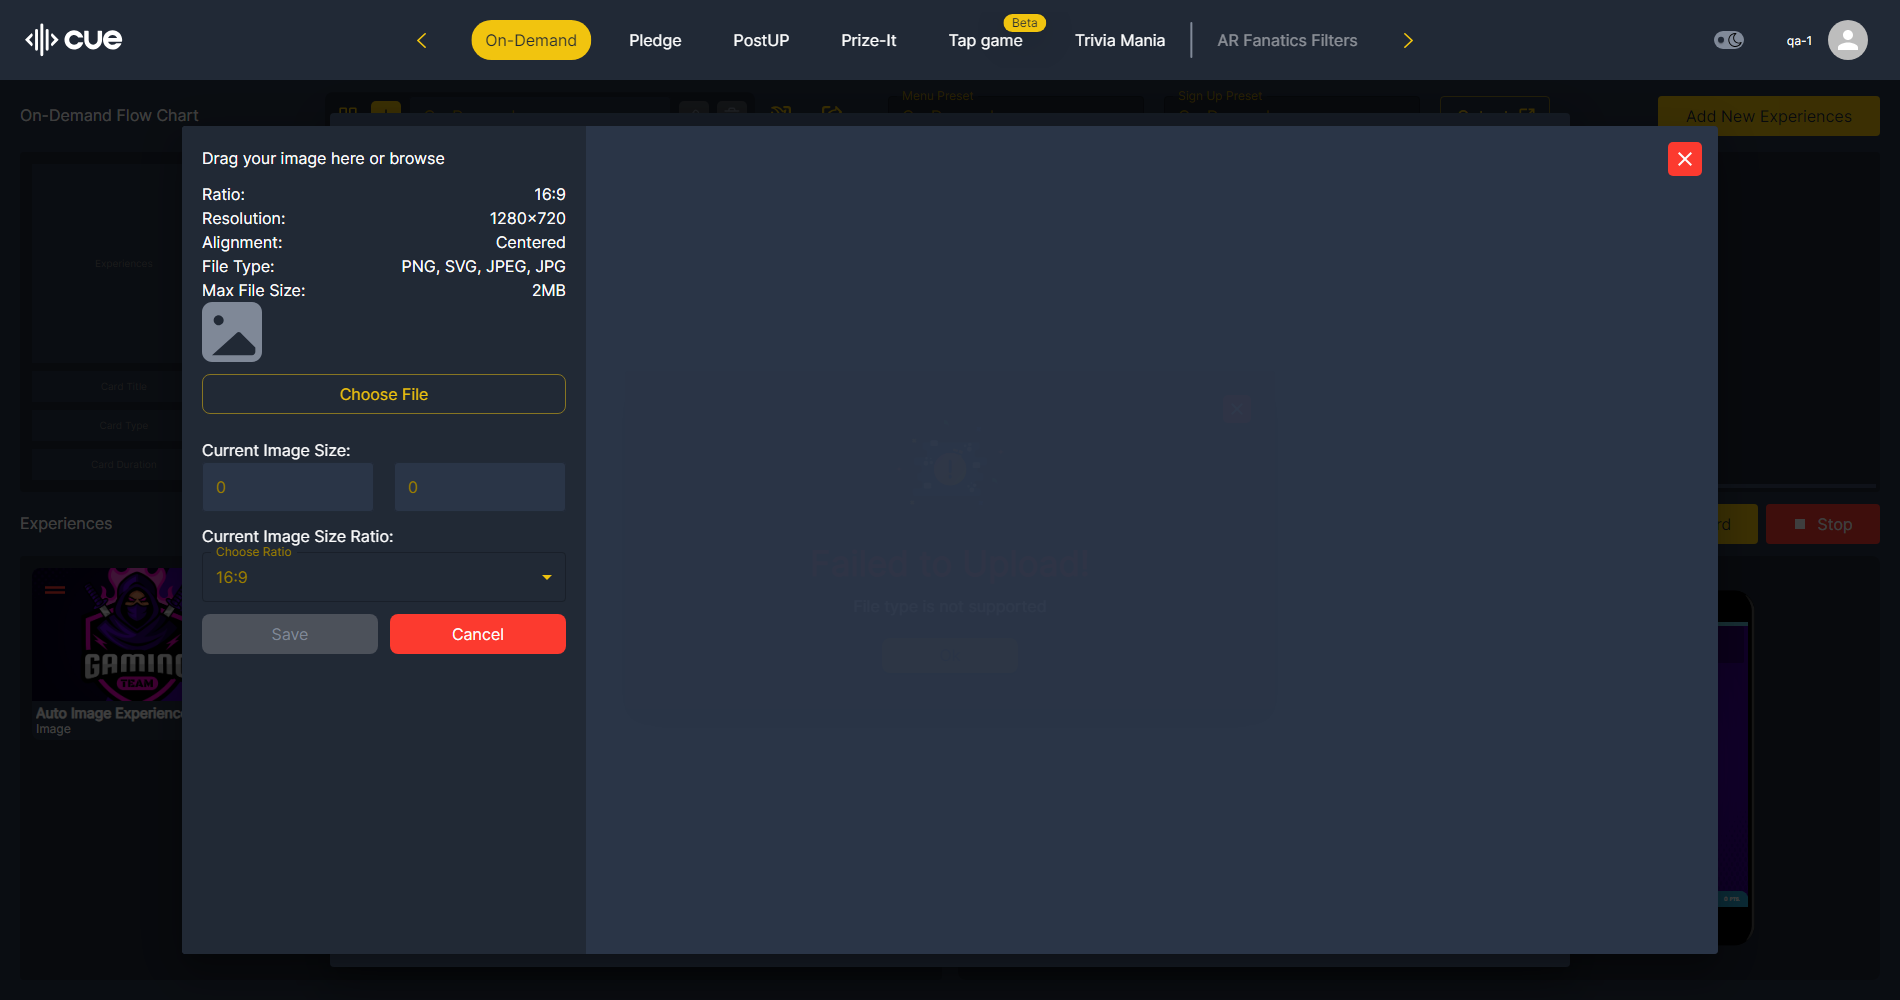 cue
On-Demand
Pledge
PostUP
Prize-It
Beta
Tap game
Trivia Mania
AR Fanatics Filters
qa-1
On-Demand Flow Chart
Menu Preset
Sign Up Preset
Add New Experiences
Experiences
Card Title
Card Type
Card Duration
Drag your image here or browse
Ratio: 16:9
Resolution: 1280×720
Alignment: Centered
File Type: PNG, SVG, JPEG, JPG
Max File Size: 2MB
Choose File
Current Image Size:
0 0
Current Image Size Ratio:
Choose Ratio
16:9
Save Cancel
Failed to Upload!
File type is not supported
Experiences
Stop
GAMING
TEAM
Auto Image Experience
Image